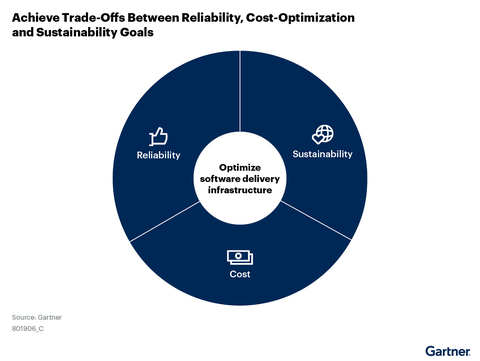 Achieve Trade-Offs Between Reliability, Cost-Optimization
and Sustainability Goals
Reliability
Sustainability
Optimize
software delivery
infrastructure
Cost
Source: Gartner
801906_C
Gartner.